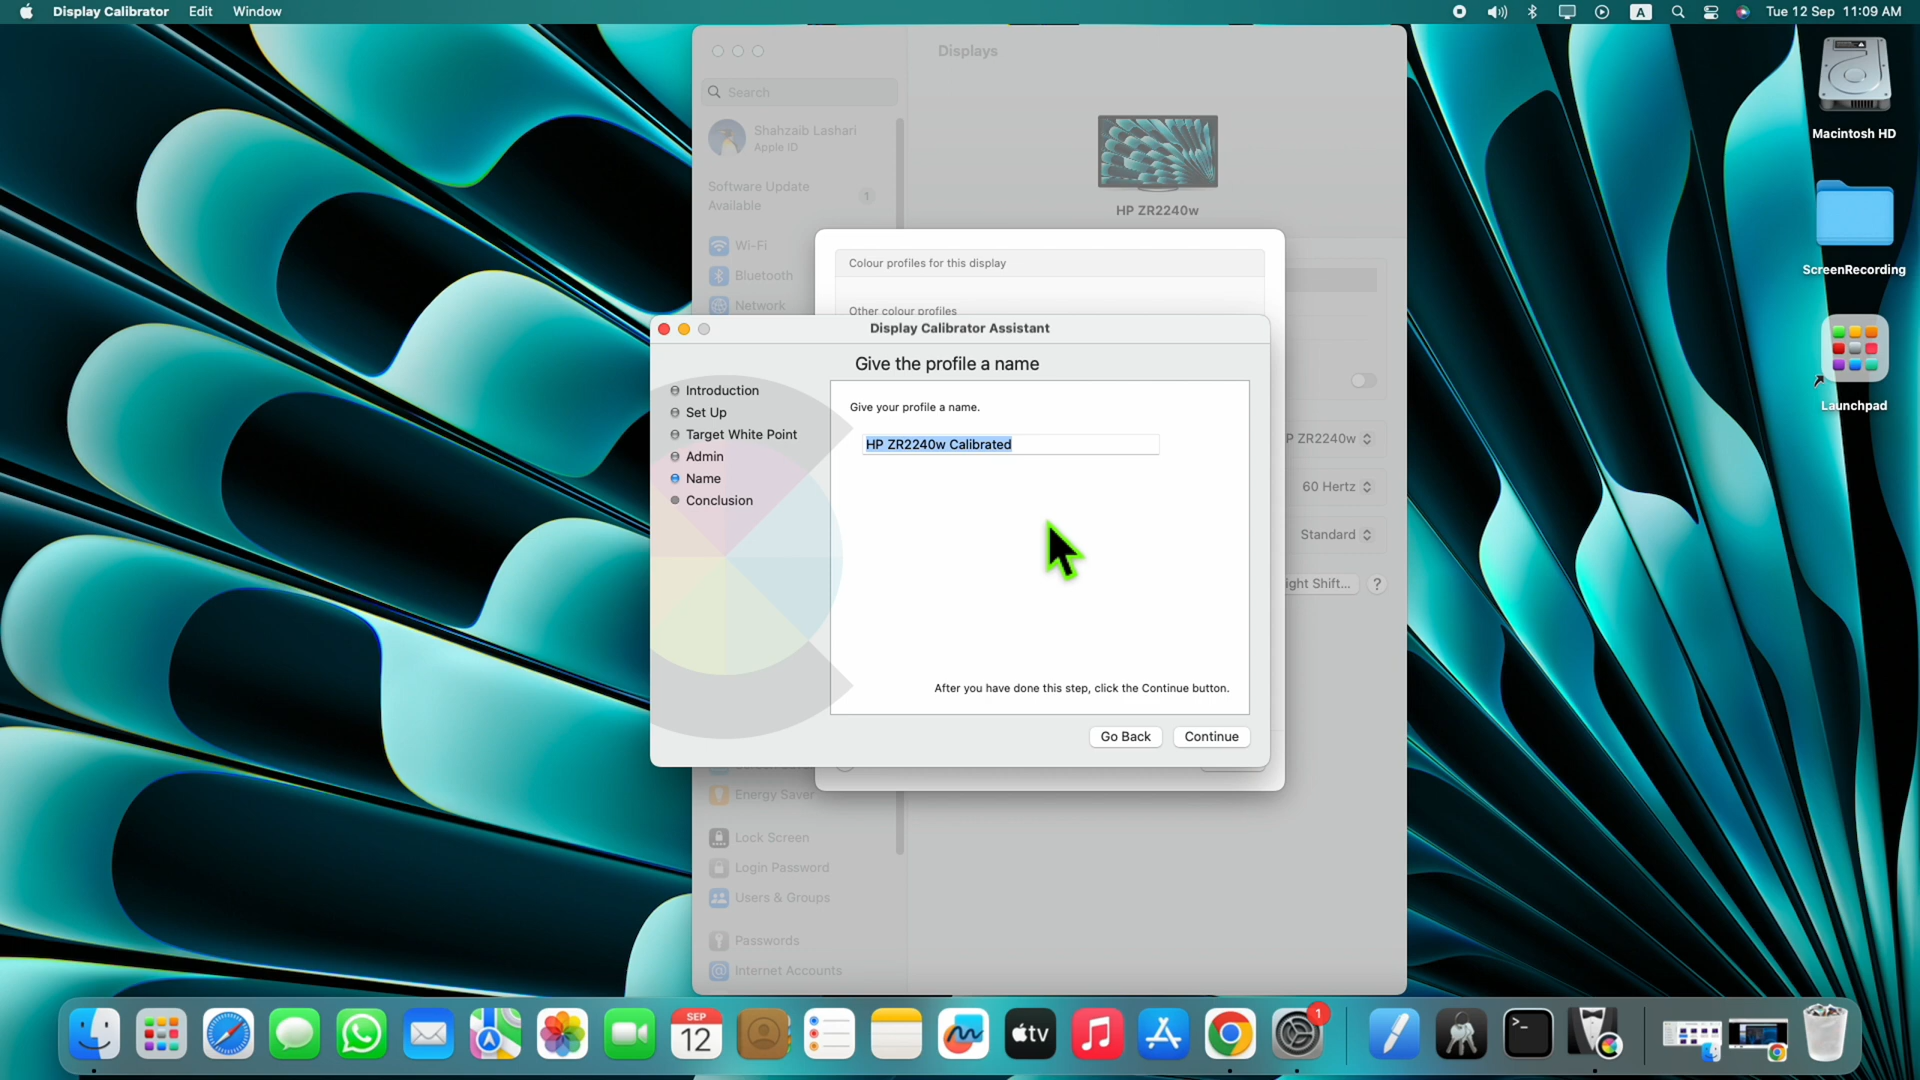 Display Calibrator Edit Window
A
Tue 12 Sep 11:09 AM
Displays
Search
Shahzaib Lashari
Apple ID
Software Update
Available
1
Wi-Fi
Bluetooth
Network
HP ZR2240w
Colour profiles for this display
Other colour profiles
Display Calibrator Assistant
Give the profile a name
Introduction
Set Up
Target White Point
Admin
Name
Conclusion
Give your profile a name.
HP ZR2240w Calibrated
After you have done this step, click the Continue button.
Go Back
Continue
P ZR2240w
60 Hertz
Standard
ight Shift...
?
Energy Saver
Lock Screen
Login Password
Users & Groups
Passwords
Internet Accounts
Macintosh HD
ScreenRecording
Launchpad
SEP
12
tv
1
>_